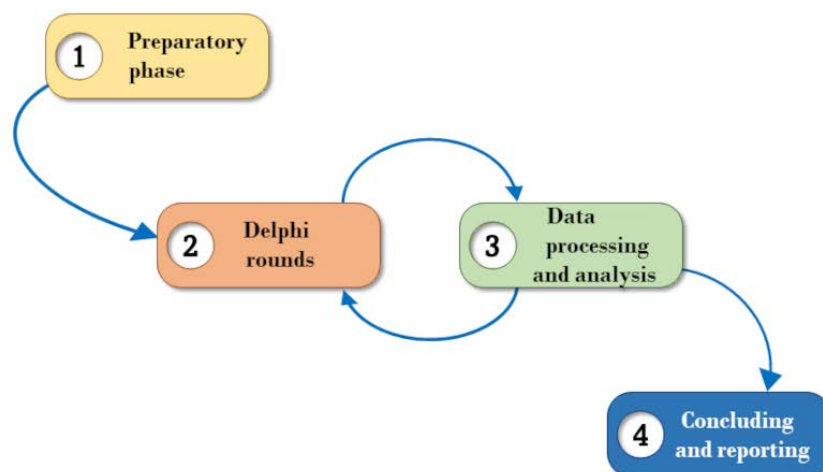 1
Preparatory
phase
2
Delphi
rounds
3
Data
processing
and analysis
4
Concluding
and reporting